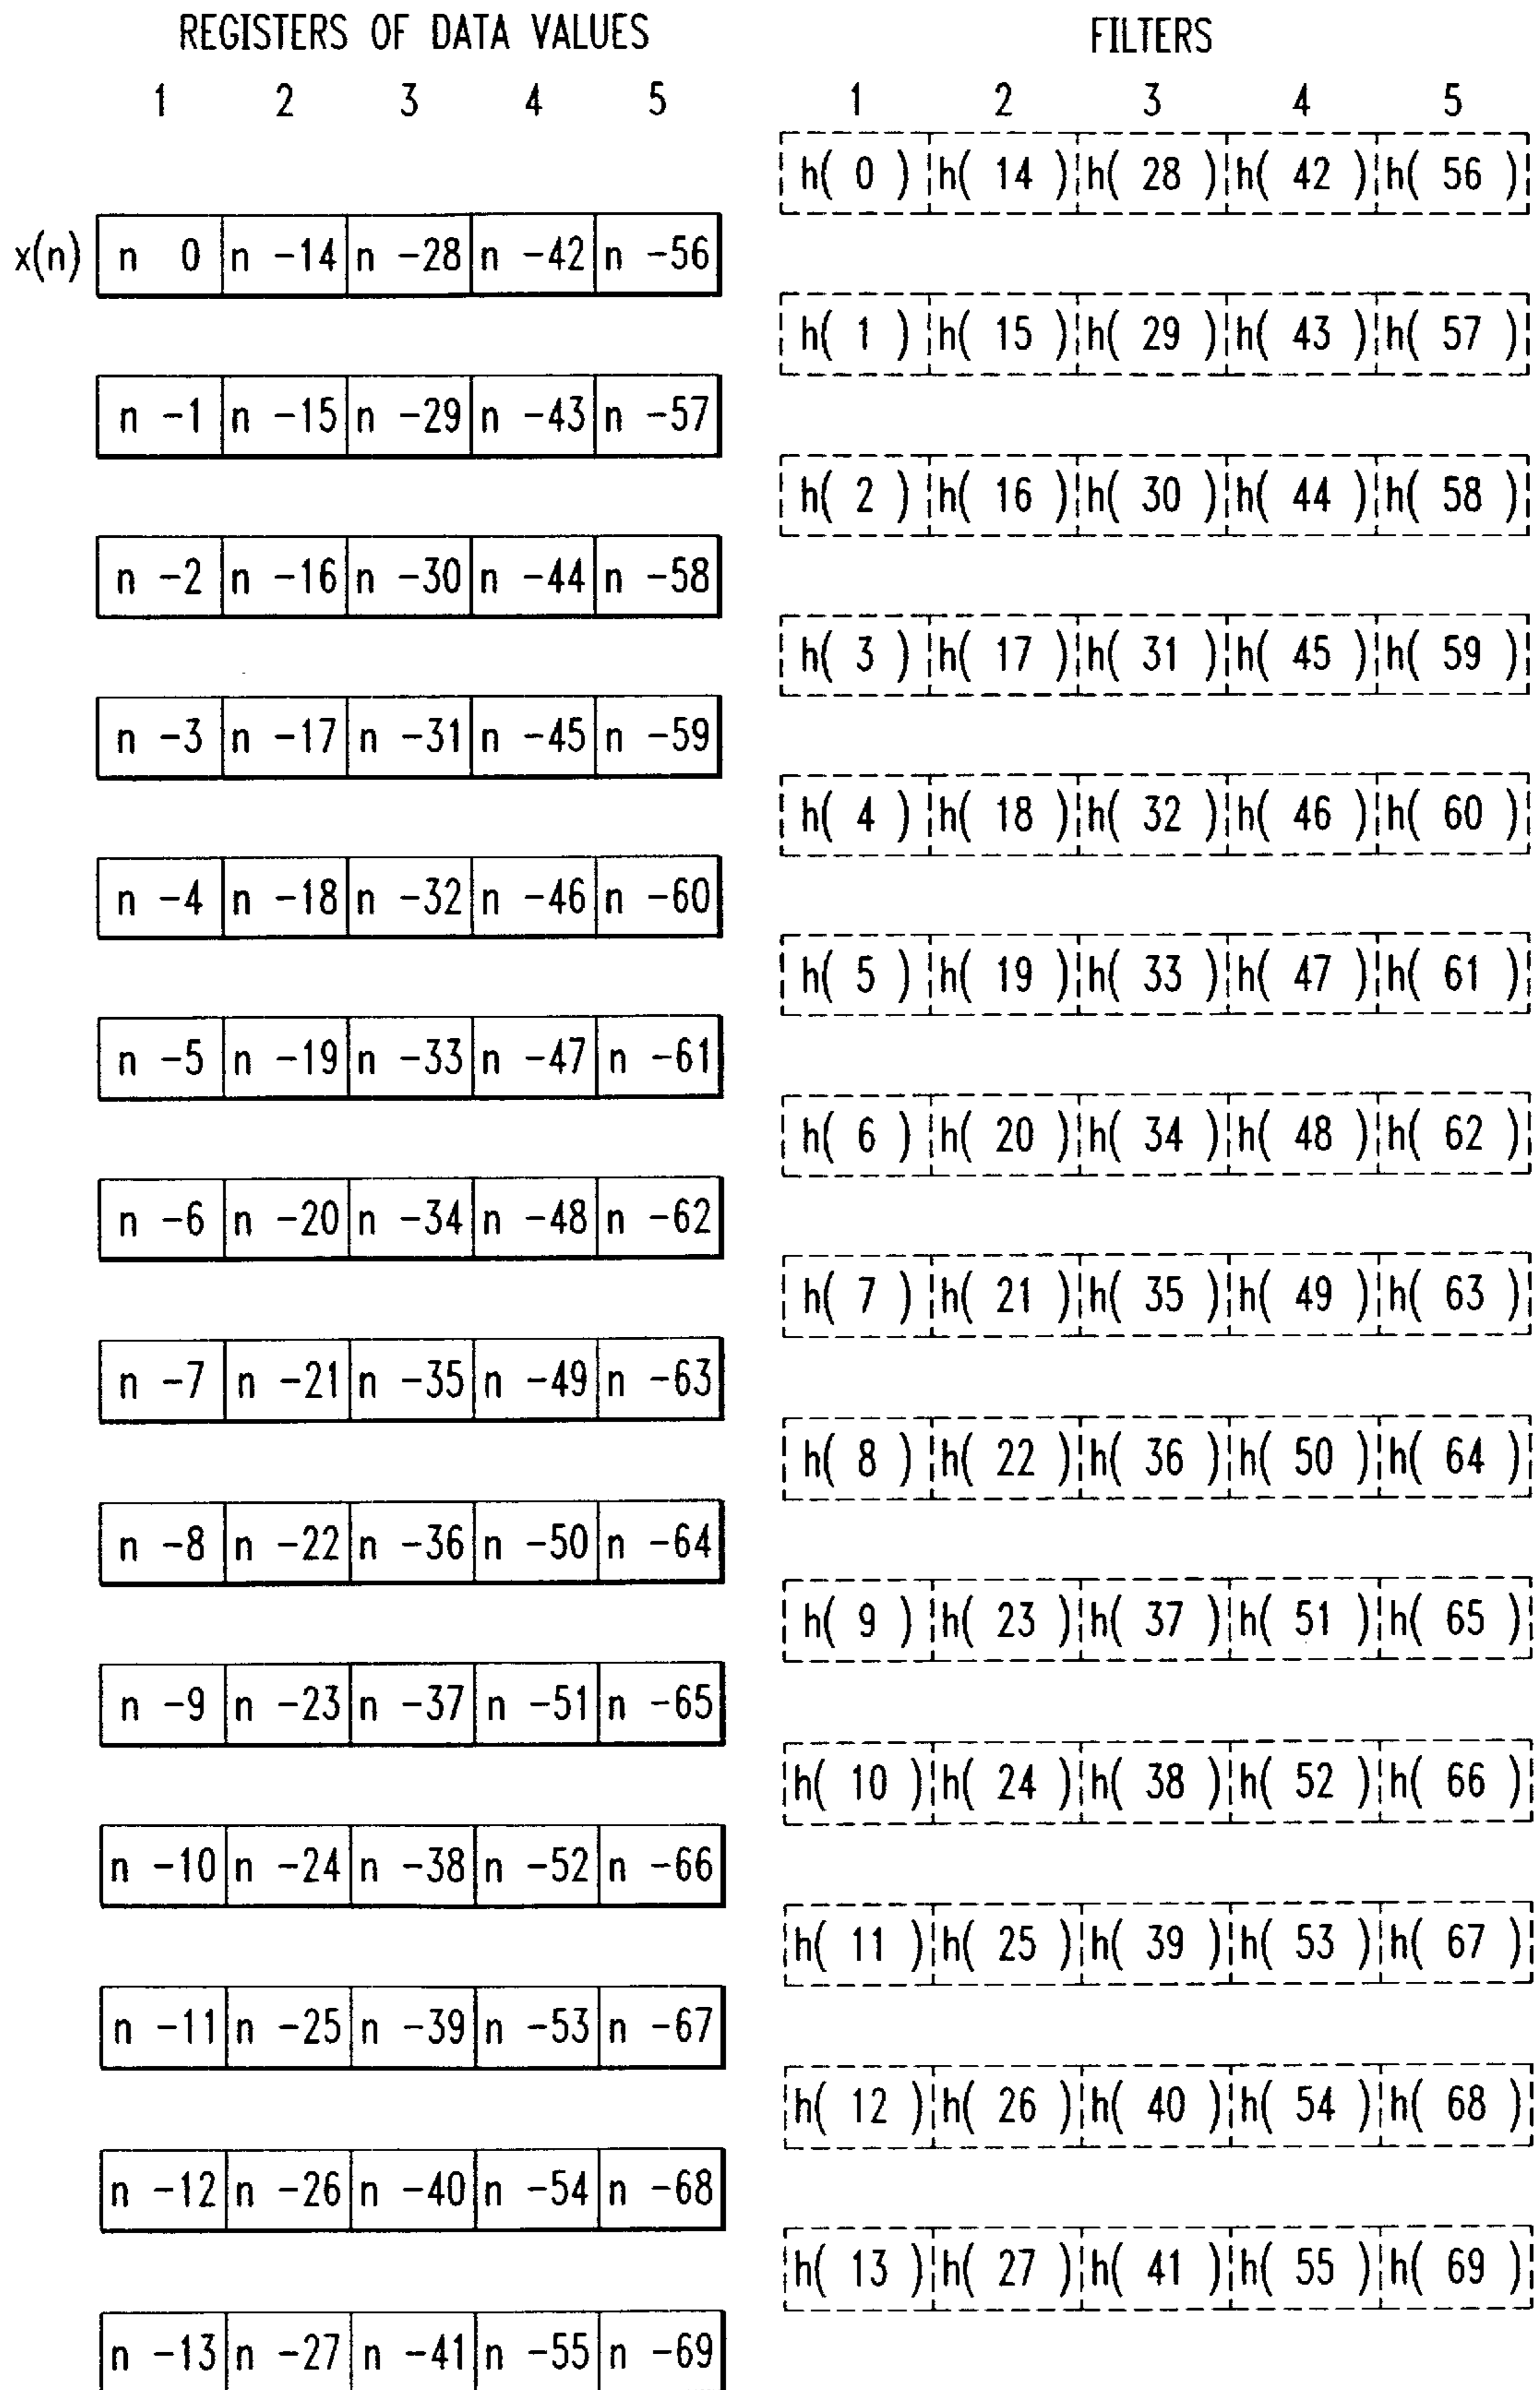 REGISTERS OF DATA VALUES
1 2 3 4 5
x(n) n 0 n -14 n -28 n -42 n -56
n -1 n -15 n -29 n -43 n -57
n -2 n -16 n -30 n -44 n -58
n -3 n -17 n -31 n -45 n -59
n -4 n -18 n -32 n -46 n -60
n -5 n -19 n -33 n -47 n -61
n -6 n -20 n -34 n -48 n -62
n -7 n -21 n -35 n -49 n -63
n -8 n -22 n -36 n -50 n -64
n -9 n -23 n -37 n -51 n -65
n -10 n -24 n -38 n -52 n -66
n -11 n -25 n -39 n -53 n -67
n -12 n -26 n -40 n -54 n -68
n -13 n -27 n -41 n -55 n -69
FILTERS
1 2 3 4 5
h( 0 ) h( 14 ) h( 28 ) h( 42 ) h( 56 )
h( 1 ) h( 15 ) h( 29 ) h( 43 ) h( 57 )
h( 2 ) h( 16 ) h( 30 ) h( 44 ) h( 58 )
h( 3 ) h( 17 ) h( 31 ) h( 45 ) h( 59 )
h( 4 ) h( 18 ) h( 32 ) h( 46 ) h( 60 )
h( 5 ) h( 19 ) h( 33 ) h( 47 ) h( 61 )
h( 6 ) h( 20 ) h( 34 ) h( 48 ) h( 62 )
h( 7 ) h( 21 ) h( 35 ) h( 49 ) h( 63 )
h( 8 ) h( 22 ) h( 36 ) h( 50 ) h( 64 )
h( 9 ) h( 23 ) h( 37 ) h( 51 ) h( 65 )
h( 10 ) h( 24 ) h( 38 ) h( 52 ) h( 66 )
h( 11 ) h( 25 ) h( 39 ) h( 53 ) h( 67 )
h( 12 ) h( 26 ) h( 40 ) h( 54 ) h( 68 )
h( 13 ) h( 27 ) h( 41 ) h( 55 ) h( 69 )